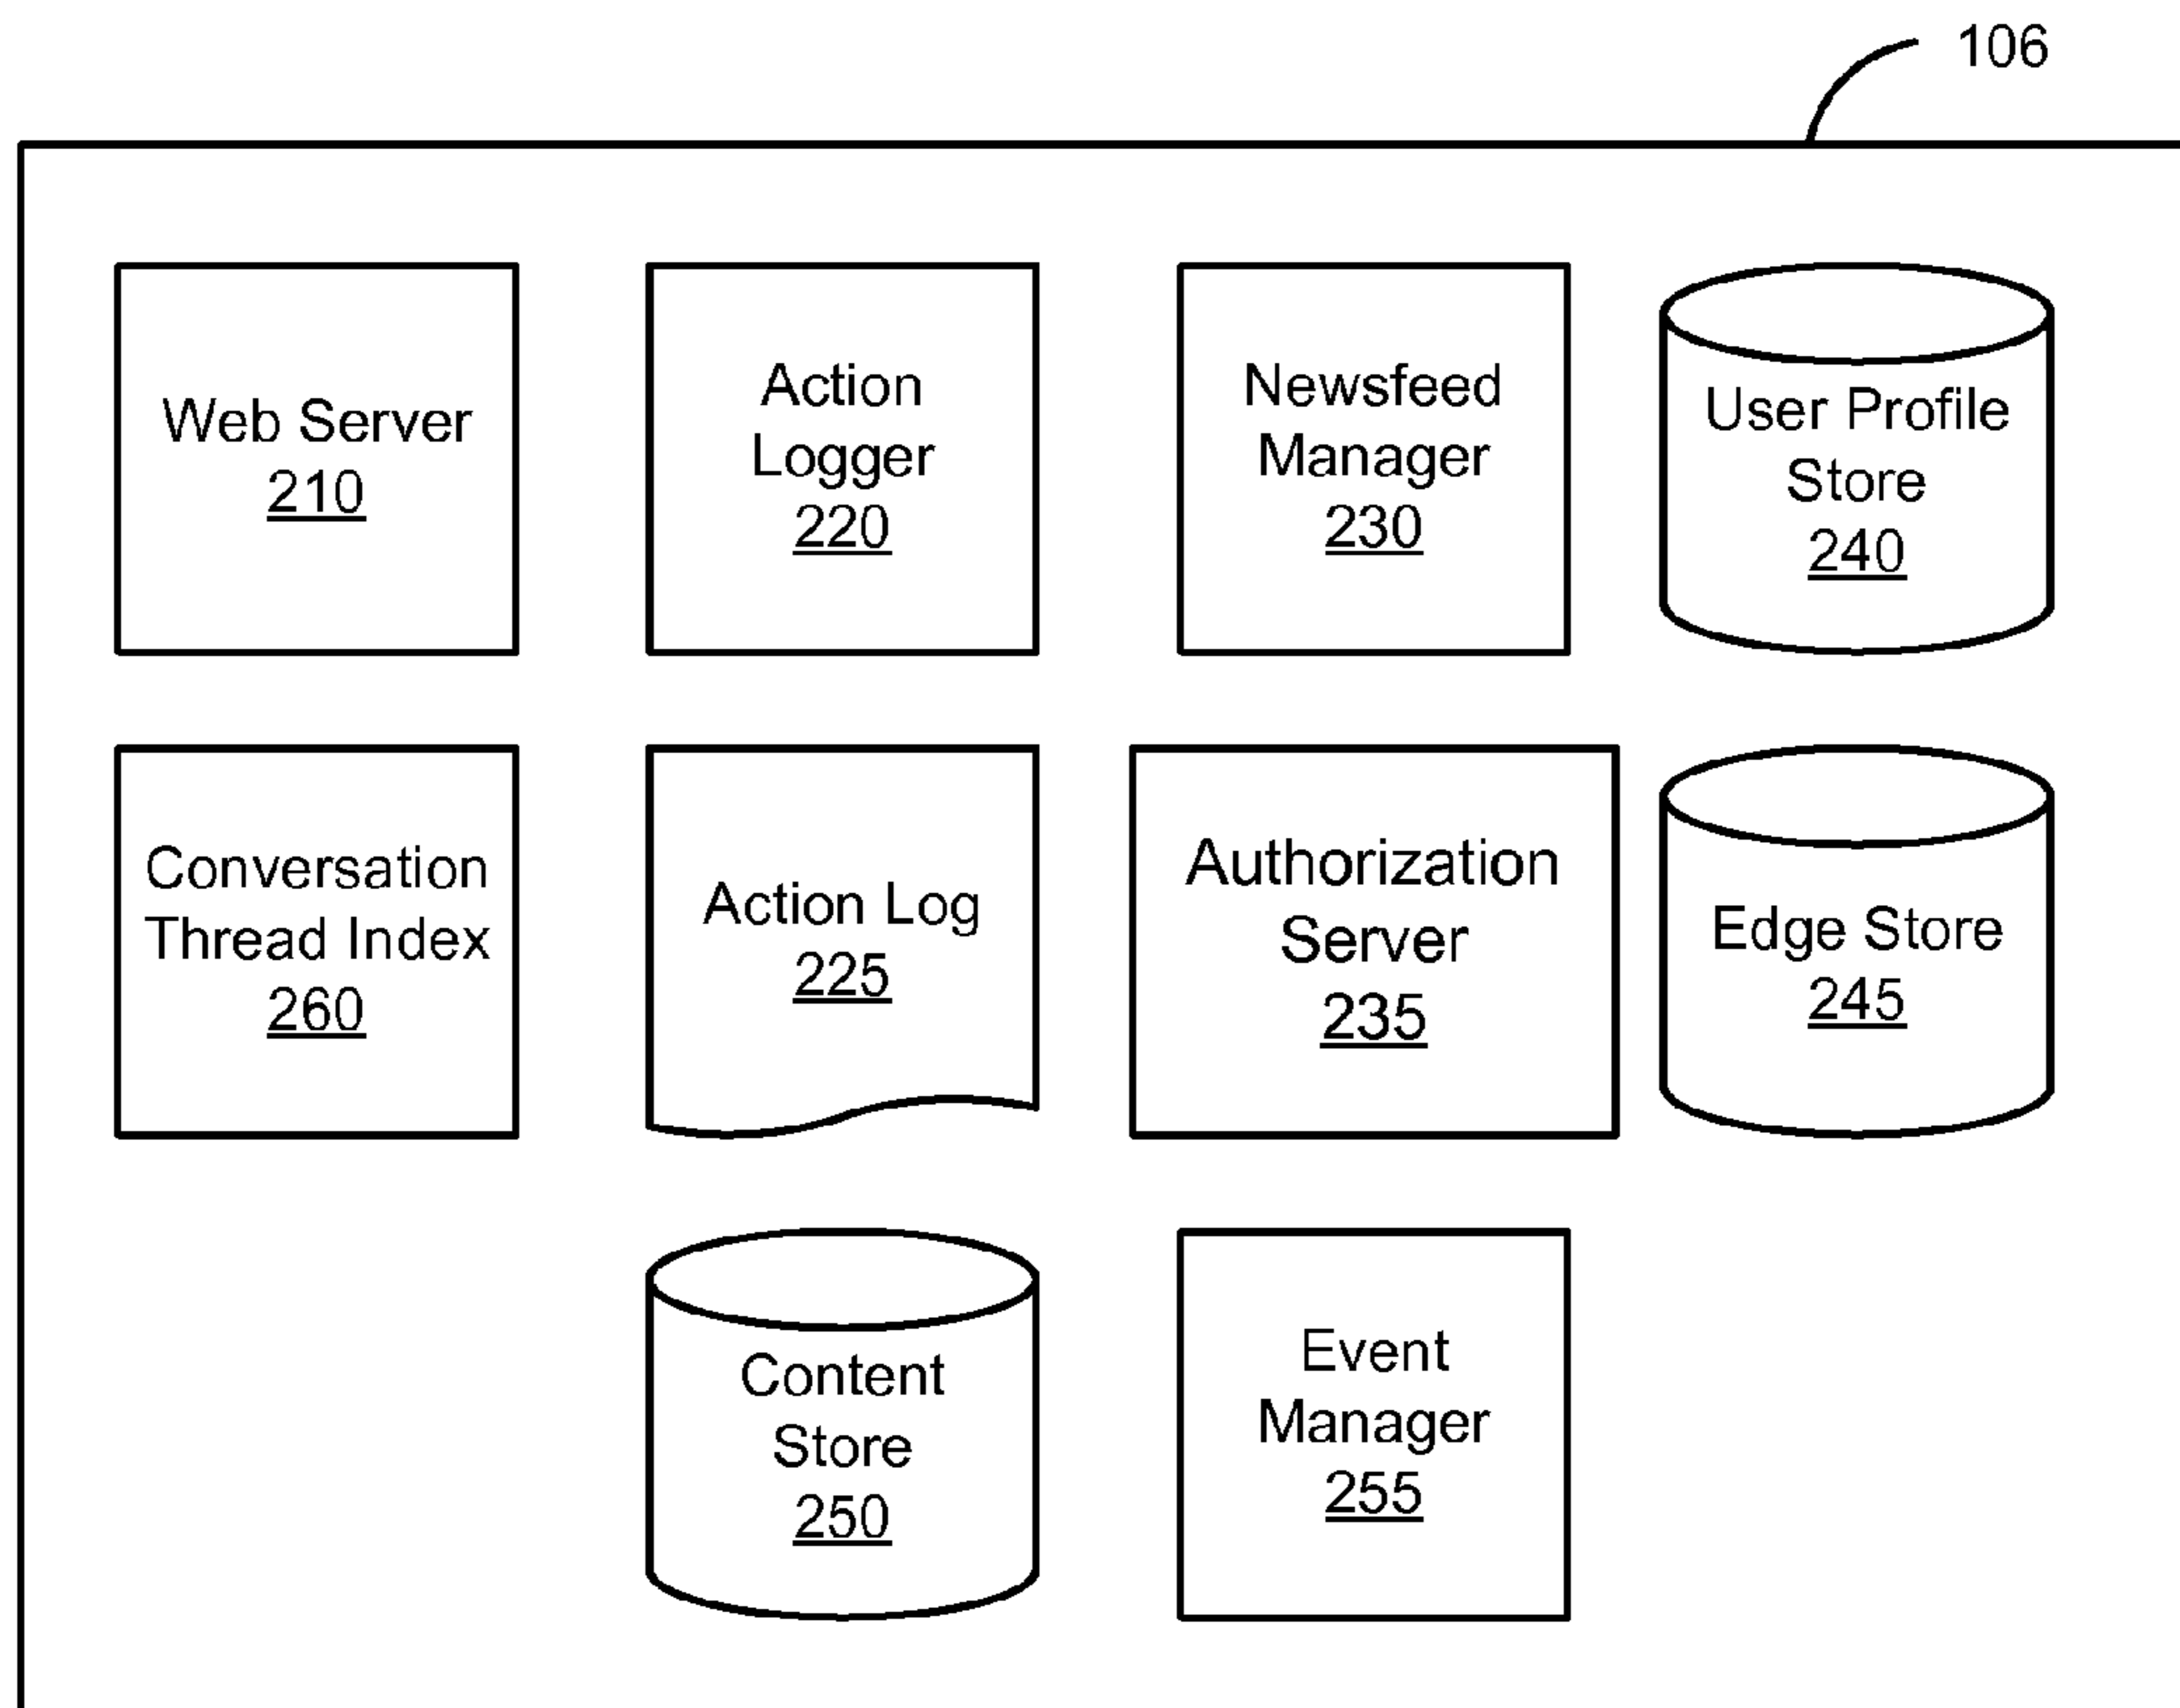 106
Web Server
210
Action
Logger
220
Newsfeed
Manager
230
User Profile
Store
240
Conversation
Thread Index
260
Action Log
225
Authorization
Server
235
Edge Store
245
Content
Store
250
Event
Manager
255